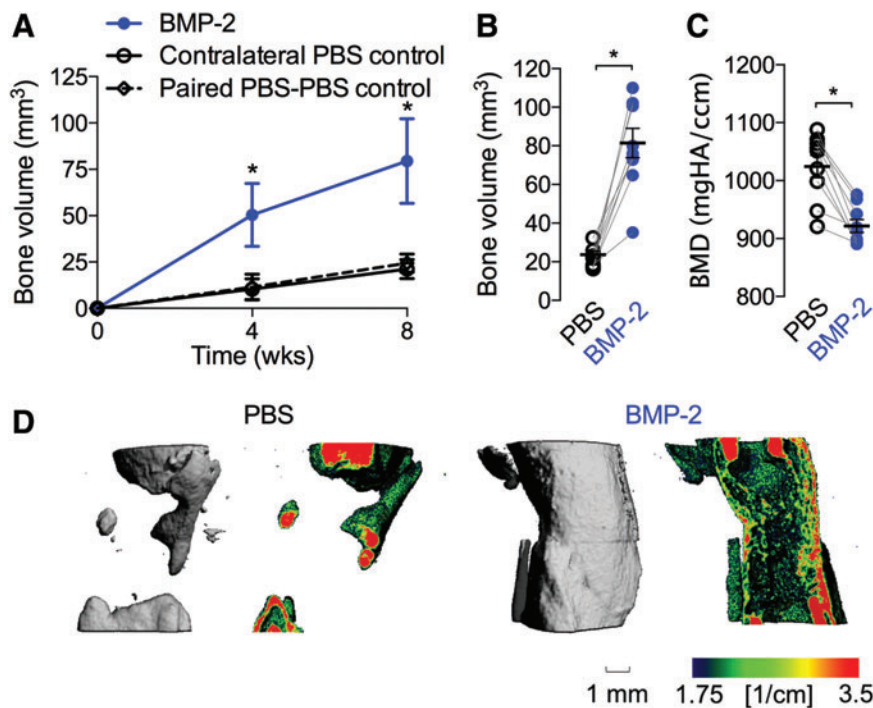 A
BMP-2
Contralateral PBS control
Paired PBS-PBS control
Bone volume (mm³)
125
100
75
50
25
0
* *
0 4 8
Time (wks)
B
Bone volume (mm³)
120
100
80
60
40
20
0
*
PBS BMP-2
C
BMD (mgHA/ccm)
1200
1100
1000
900
800
*
PBS BMP-2
D
PBS BMP-2
1 mm
1.75 [1/cm] 3.5